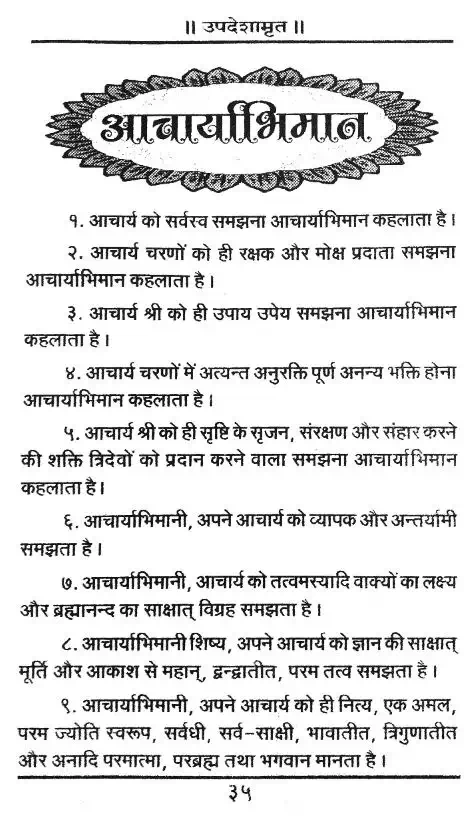 ॥ उपदेशामृत ॥
आचार्याभिमान
१. आचार्य को सर्वस्व समझना आचार्याभिमान कहलाता है।
२. आचार्य चरणों को ही रक्षक और मोक्ष प्रदाता समझना
आचार्याभिमान कहलाता है।
३. आचार्य श्री को ही उपाय उपेय समझना आचार्याभिमान
कहलाता है।
४. आचार्य चरणों में अत्यन्त अनुरक्ति पूर्ण अनन्य भक्ति होना
आचार्याभिमान कहलाता है।
५. आचार्य श्री को ही सृष्टि के सृजन, संरक्षण और संहार करने
की शक्ति त्रिदेवों को प्रदान करने वाला समझना आचार्याभिमान
कहलाता है।
६. आचार्याभिमानी, अपने आचार्य को व्यापक और अन्तर्यामी
समझता है।
७. आचार्याभिमानी, आचार्य को तत्वमस्यादि वाक्यों का लक्ष्य
और ब्रह्मानन्द का साक्षात् विग्रह समझता है।
८. आचार्याभिमानी शिष्य, अपने आचार्य को ज्ञान की साक्षात्
मूर्ति और आकाश से महान्, द्वन्द्वातीत, परम तत्व समझता है।
९. आचार्याभिमानी, अपने आचार्य को ही नित्य, एक अमल,
परम ज्योति स्वरूप, सर्वधी, सर्व-साक्षी, भावातीत, त्रिगुणातीत
और अनादि परमात्मा, परब्रह्म तथा भगवान मानता है।
३५